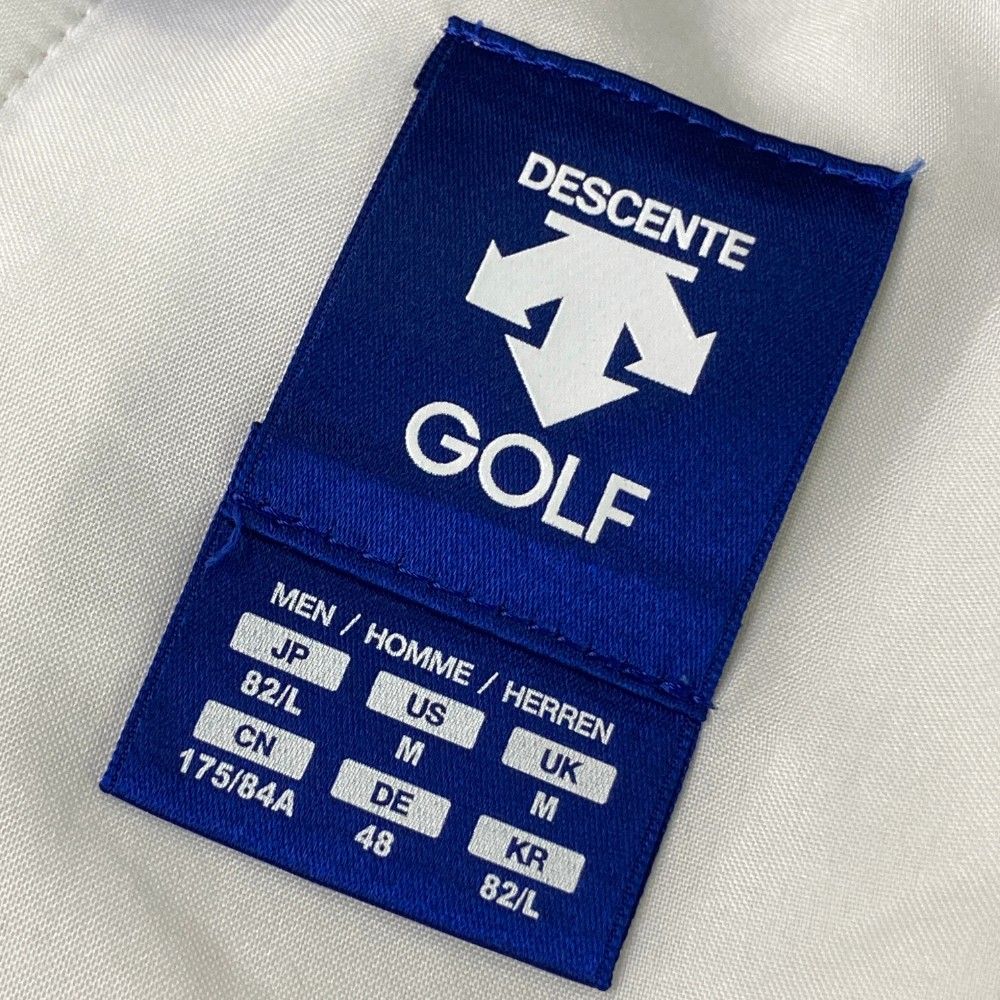 DESCENTE
GOLF
MEN / HOMME / HERREN
JP US UK
82/L M M
CN DE KR
175/84A 48 82/L